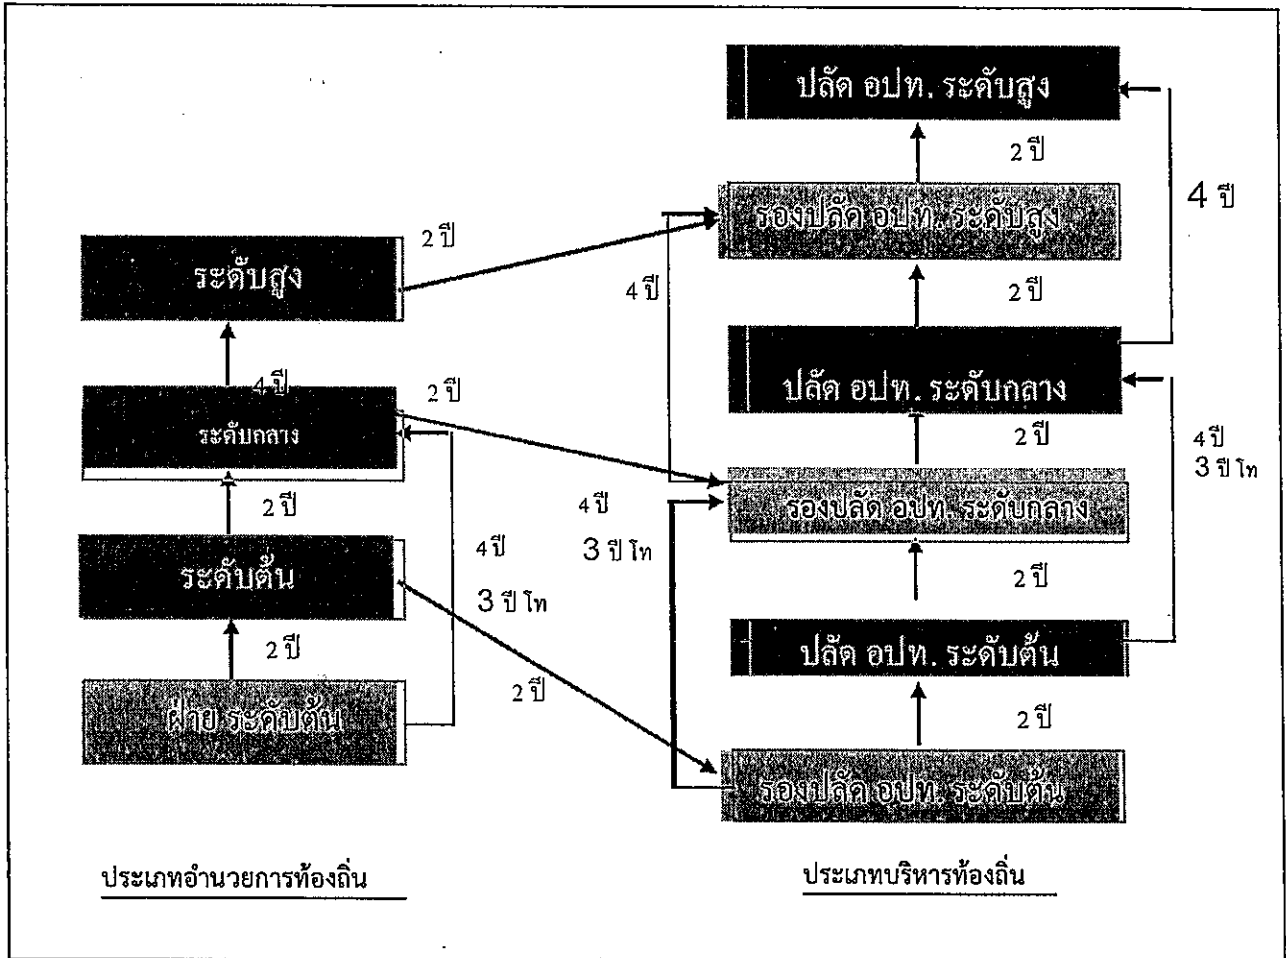 ปลัด อปท. ระดับสูง
2 ปี
4 ปี
รองปลัด อปท. ระดับสูง
2 ปี
ระดับสูง
4 ปี
2 ปี
4 ปี
2 ปี
ปลัด อปท. ระดับกลาง
ระดับกลาง
2 ปี
4 ปี
3 ปี โท
2 ปี
รองปลัด อปท. ระดับกลาง
4 ปี
3 ปี โท
4 ปี
3 ปี โท
ระดับต้น
2 ปี
2 ปี
ปลัด อปท. ระดับต้น
ฝ่าย ระดับต้น
2 ปี
2 ปี
รองปลัด อปท. ระดับต้น
ประเภทอำนวยการท้องถิ่น
ประเภทบริหารท้องถิ่น